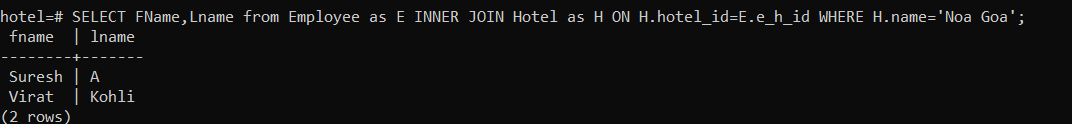 hotel=# SELECT FName,Lname from Employee as E INNER JOIN Hotel as H ON H.hotel_id=E.e_h_id WHERE H.name='Noa Goa';
 fname  | lname
--------+-------
 Suresh | A
 Virat  | Kohli
(2 rows)